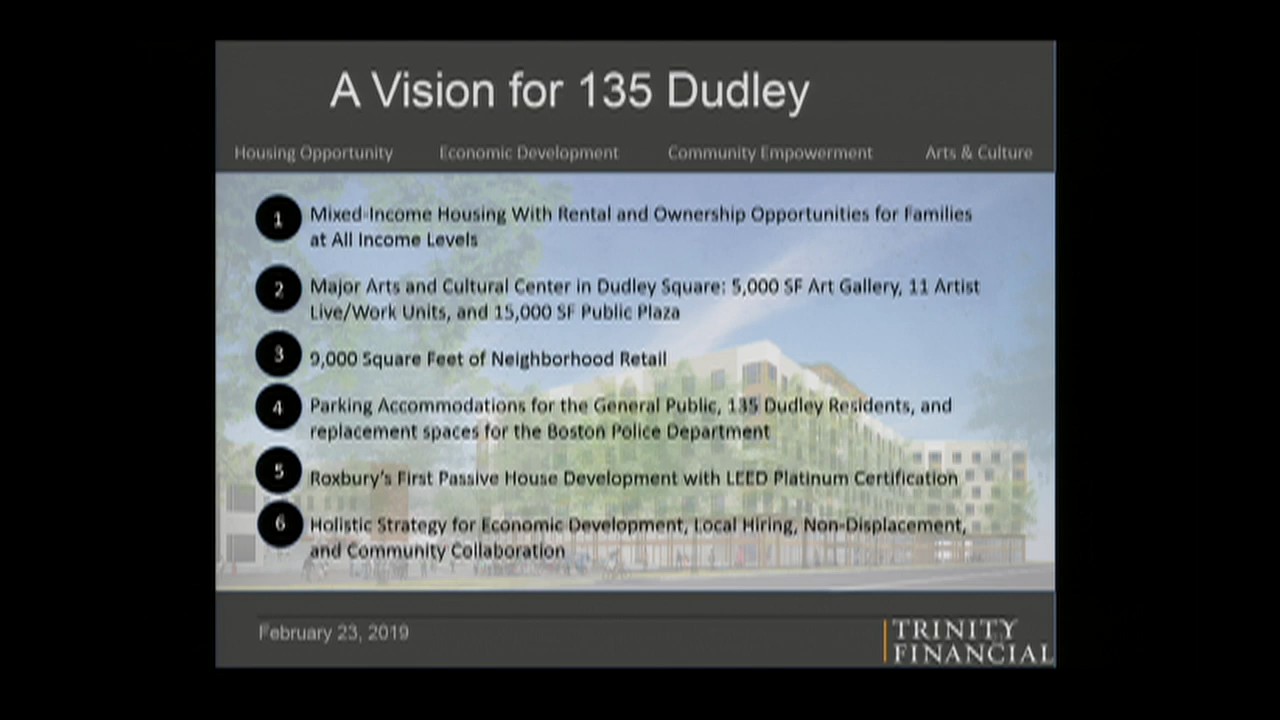 A Vision for 135 Dudley
Housing Opportunity Economic Development Community Empowerment Arts & Culture
1 Mixed-Income Housing With Rental and Ownership Opportunities for Families
at All Income Levels
2 Major Arts and Cultural Center in Dudley Square: 5,000 SF Art Gallery, 11 Artist
Live/Work Units, and 15,000 SF Public Plaza
3 9,000 Square Feet of Neighborhood Retail
4 Parking Accommodations for the General Public, 135 Dudley Residents, and
replacement spaces for the Boston Police Department
5 Roxbury's First Passive House Development with LEED Platinum Certification
6 Holistic Strategy for Economic Development, Local Hiring, Non-Displacement,
and Community Collaboration
February 23, 2019
TRINITY
FINANCIAL